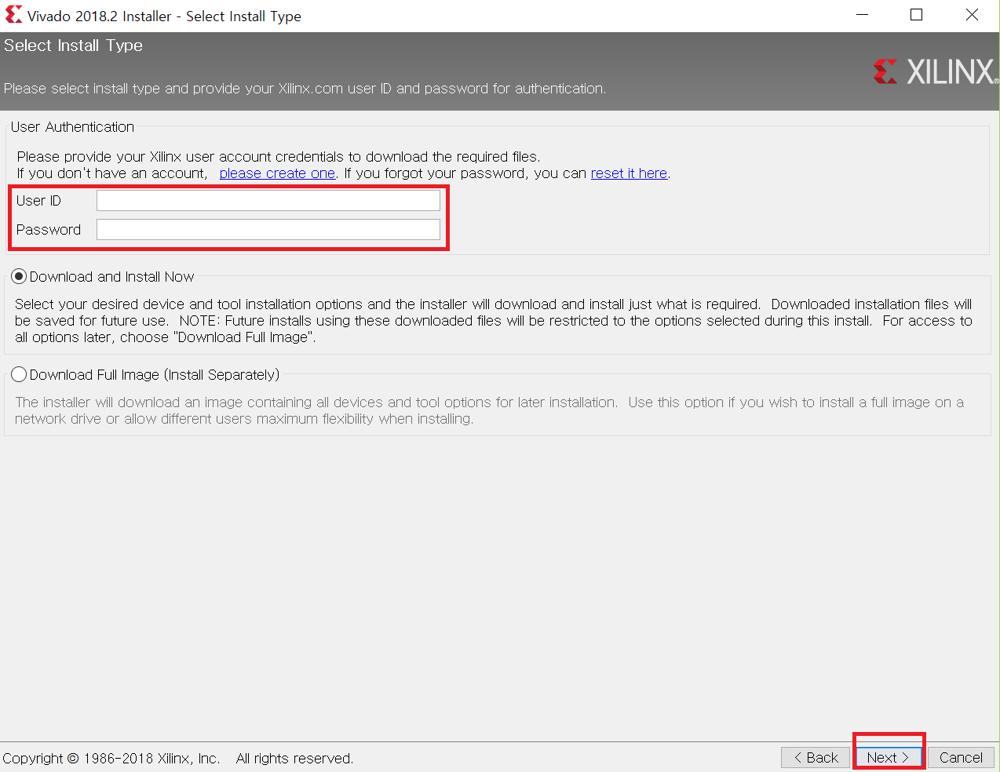 Vivado 2018.2 Installer - Select Install Type
Select Install Type
XILINX®
Please select install type and provide your Xilinx.com user ID and password for authentication.
User Authentication
Please provide your Xilinx user account credentials to download the required files.
If you don't have an account, please create one. If you forgot your password, you can reset it here.
User ID
Password
Download and Install Now
Select your desired device and tool installation options and the installer will download and install just what is required. Downloaded installation files will
be saved for future use. NOTE: Future installs using these downloaded files will be restricted to the options selected during this install. For access to
all options later, choose "Download Full Image".
Download Full Image (Install Separately)
The installer will download an image containing all devices and tool options for later installation. Use this option if you wish to install a full image on a
network drive or allow different users maximum flexibility when installing.
Copyright © 1986-2018 Xilinx, Inc. All rights reserved.
< Back Next > Cancel